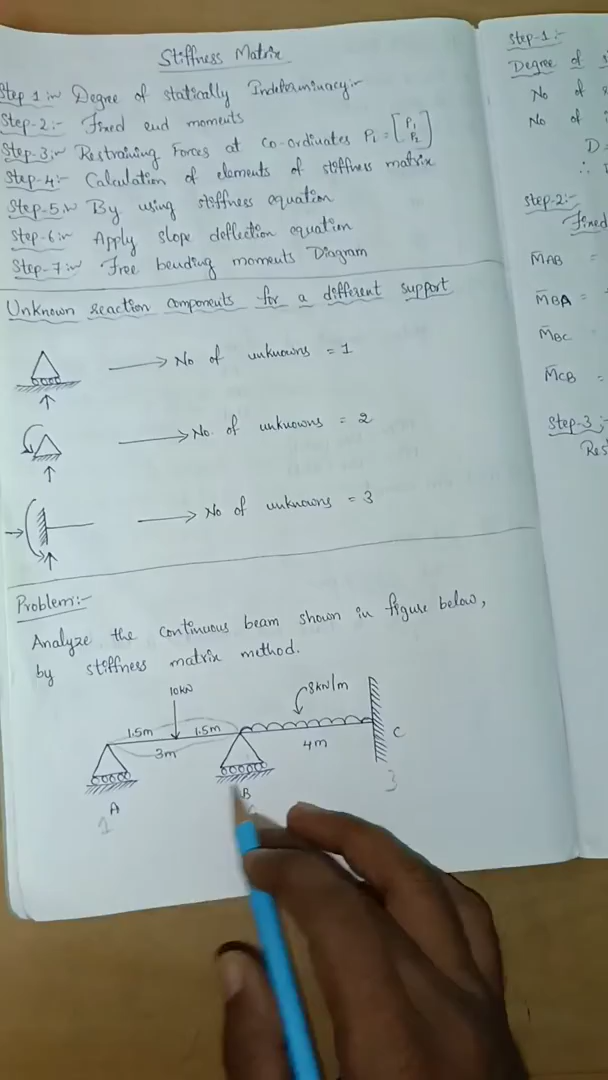 Stiffness Matrix
Step 1:- Degree of statically Indeterminacy:-
Step-2:- Fixed end moments
Step-3:- Restraining Forces at co-ordinates P₁ = [P₁ P₂]
Step-4:- Calculation of elements of stiffness matrix
Step-5:- By using stiffness equation
Step-6:- Apply slope deflection equation
Step-7:- Free bending moments Diagram
Unknown reaction components for a different support
No of unknowns = 1
No. of unknowns = 2
No of unknowns = 3
Problem:-
Analyze the continuous beam shown in figure below,
by stiffness matrix method.
10kN
8kN/m
1.5m 1.5m
3m
4m
A
B
C
1
3
Step-1:-
Degree of
No of
No of
D =
∴
Step-2:-
Fixed
M̄AB =
M̄BA =
M̄BC
M̄CB =
Step-3:-
Res